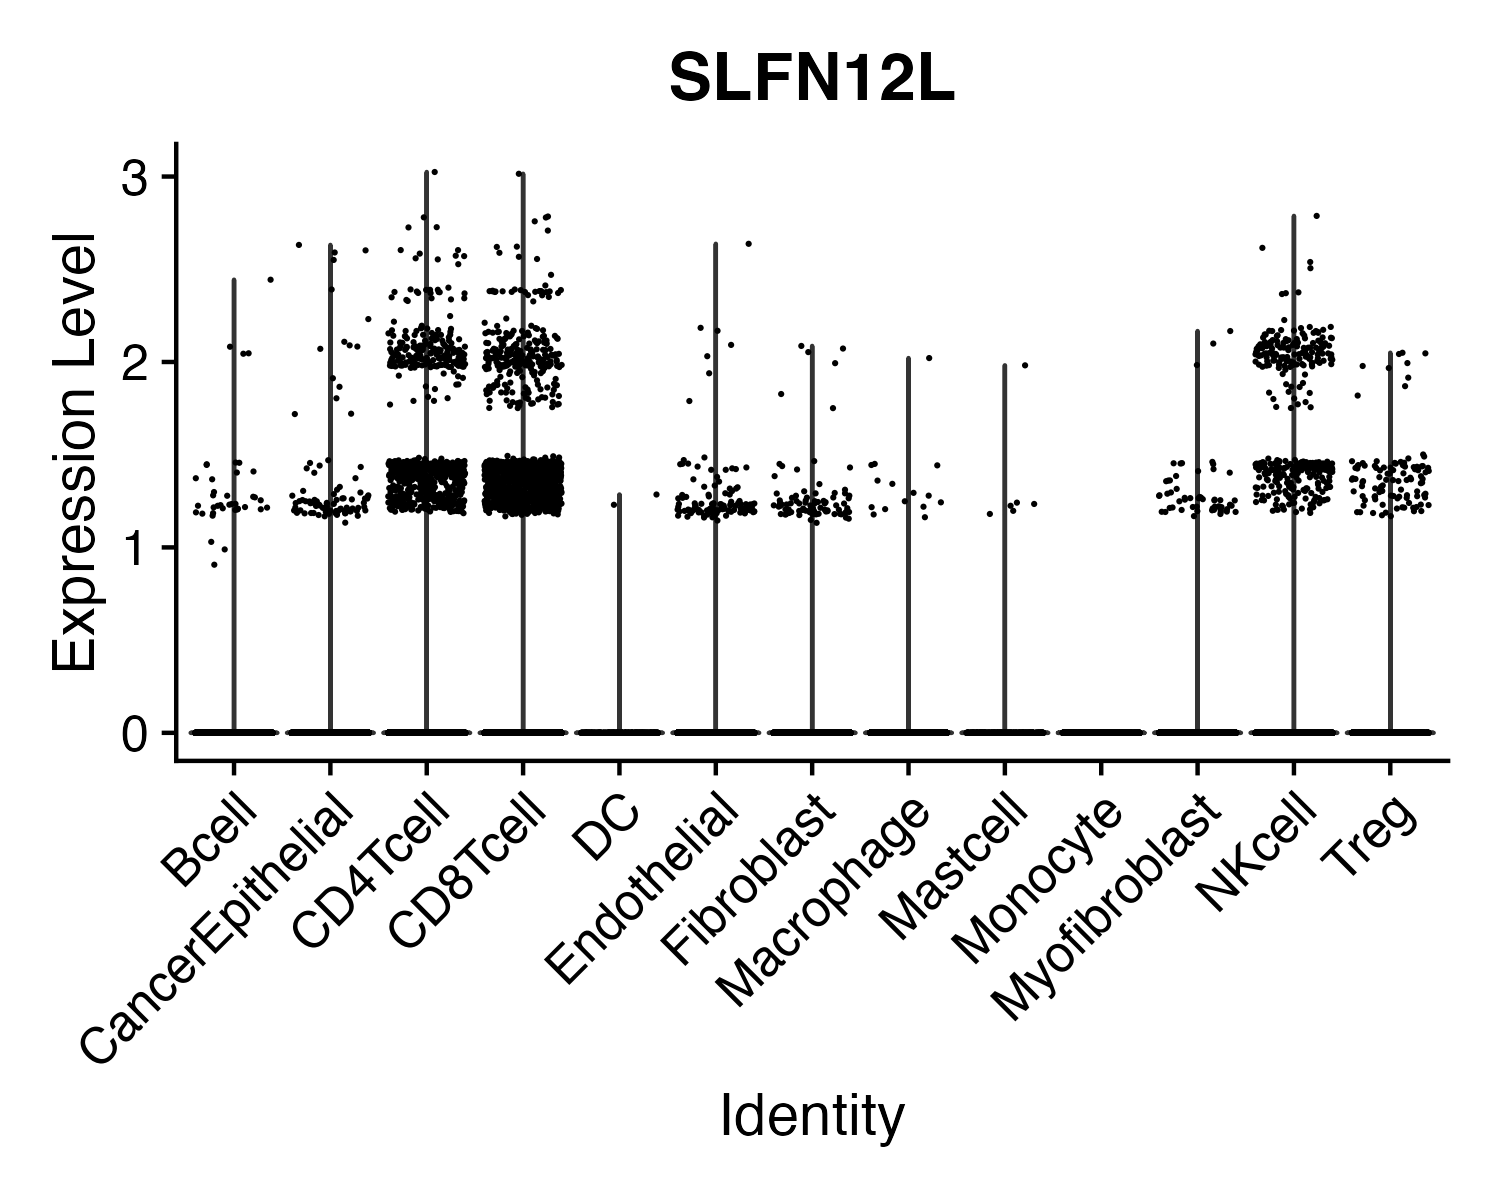 SLFN12L
Expression Level
3
2
1
0
Bcell
CancerEpithelial
CD4Tcell
CD8Tcell
DC
Endothelial
Fibroblast
Macrophage
Mastcell
Monocyte
Myofibroblast
NKcell
Treg
Identity